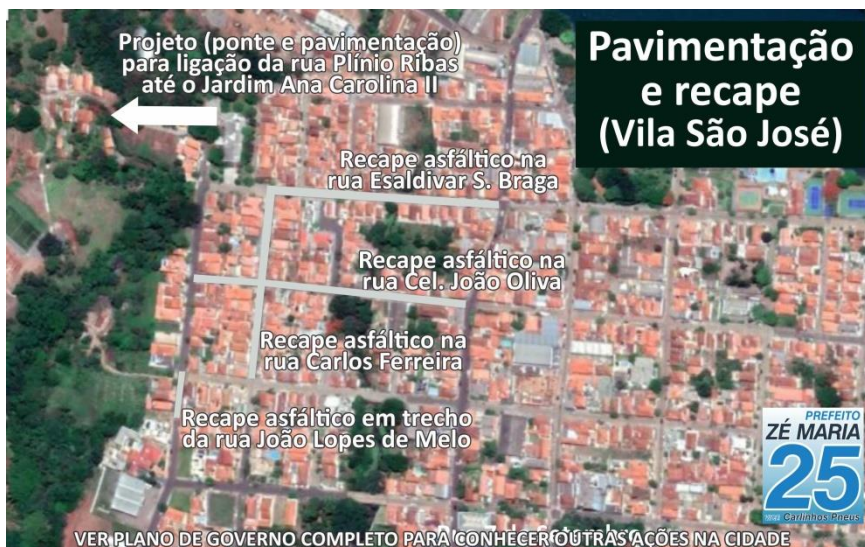 Projeto (ponte e pavimentação)
para ligação da rua Plínio Ribas
até o Jardim Ana Carolina II
Pavimentação
e recape
(Vila São José)
Recape asfáltico na
rua Esaldivar S. Braga
Recape asfáltico na
rua Cel. João Oliva
Recape asfáltico na
rua Carlos Ferreira
Recape asfáltico em trecho
da rua João Lopes de Melo
PREFEITO
ZÉ MARIA
25
Carlinhos Pneus
7 de Setembro
VER PLANO DE GOVERNO COMPLETO PARA CONHECER OUTRAS AÇÕES NA CIDADE